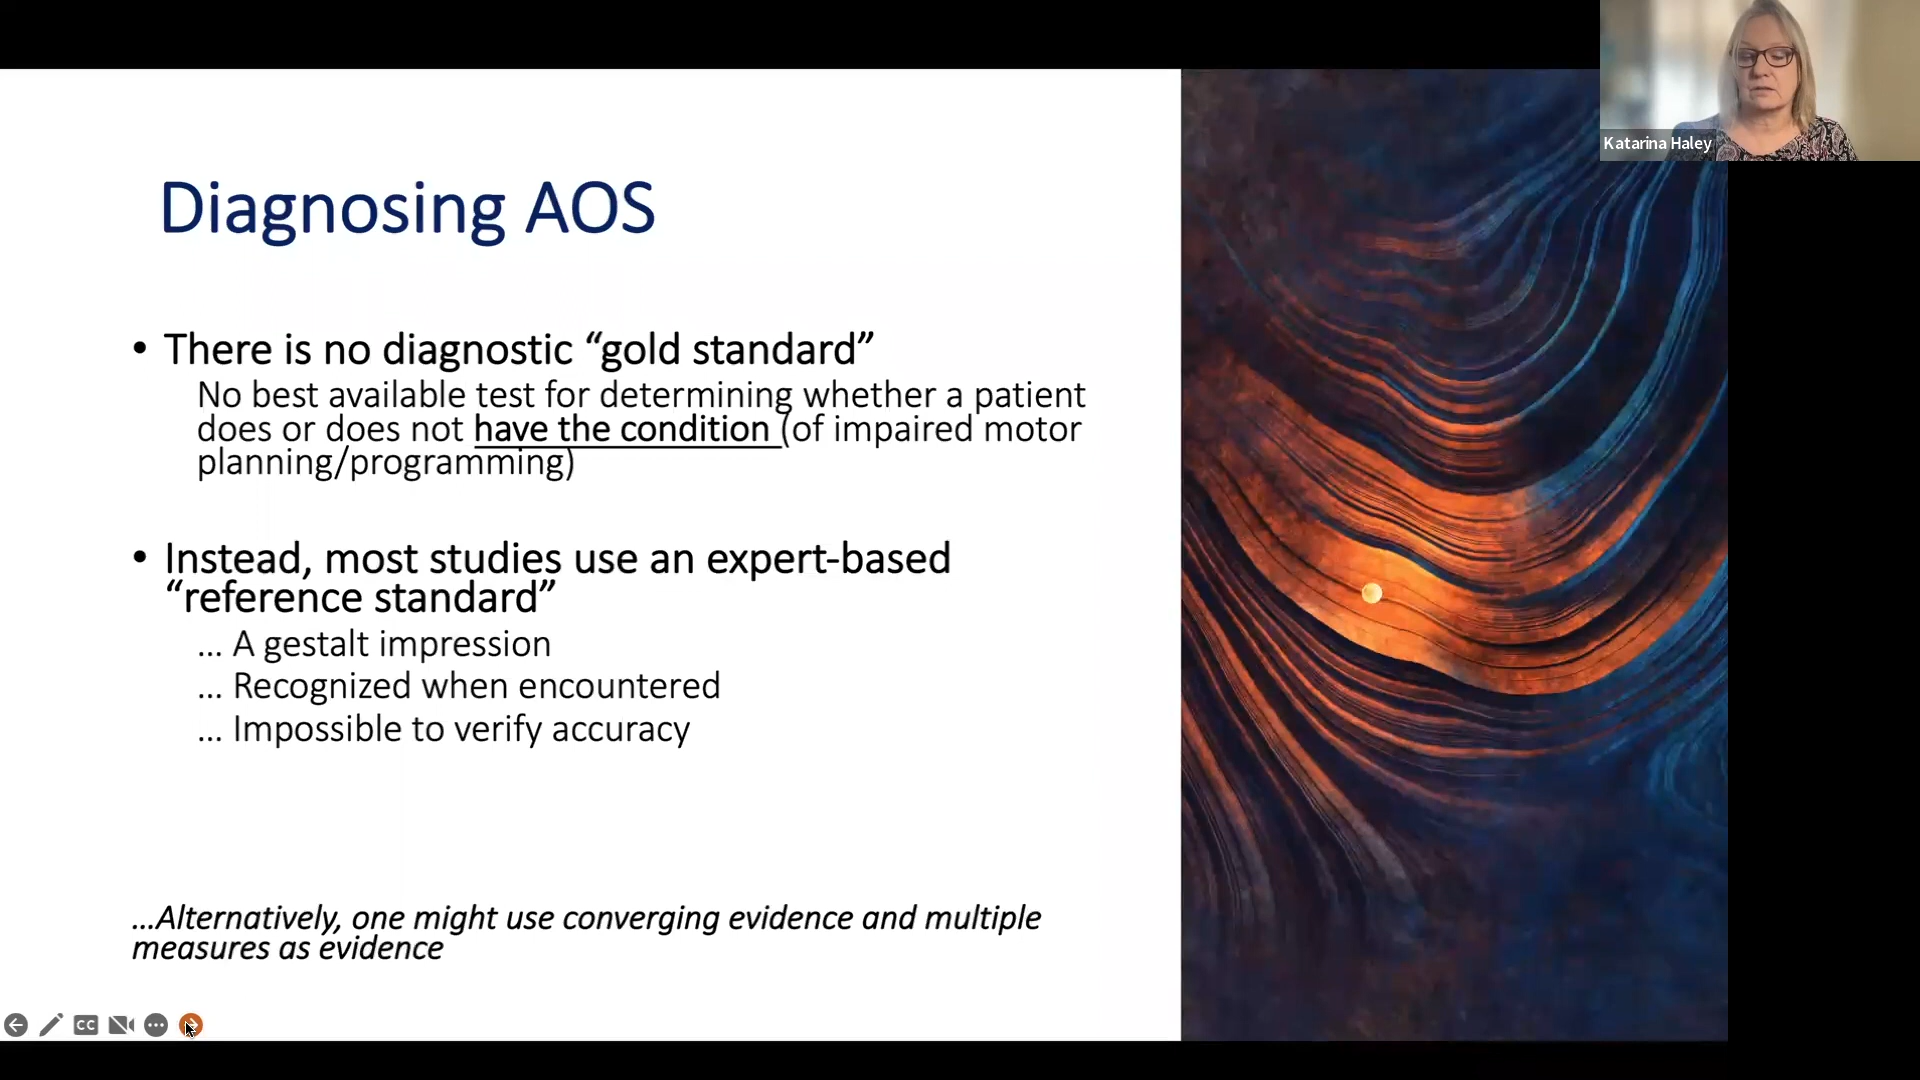 Katarina Haley
Diagnosing AOS
• There is no diagnostic “gold standard”
No best available test for determining whether a patient
does or does not have the condition (of impaired motor
planning/programming)
• Instead, most studies use an expert-based
“reference standard”
... A gestalt impression
... Recognized when encountered
... Impossible to verify accuracy
...Alternatively, one might use converging evidence and multiple
measures as evidence
CC